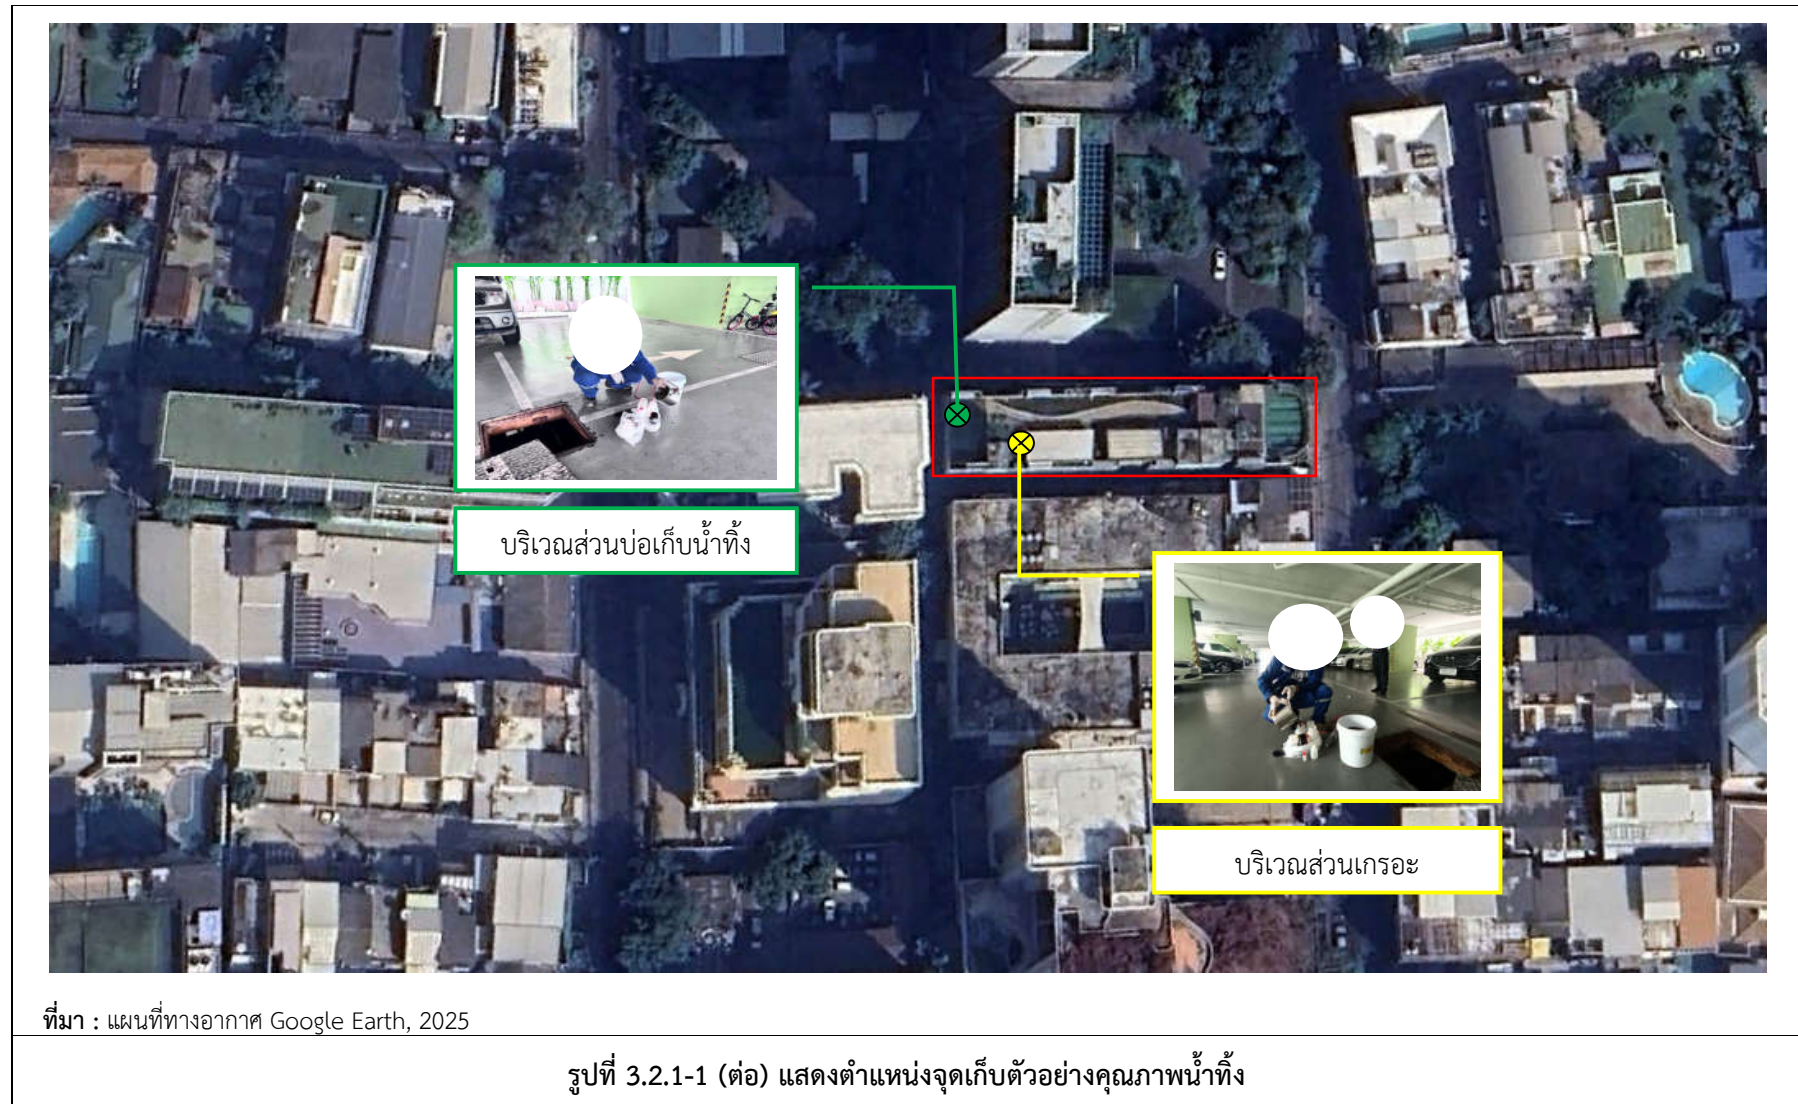 บริเวณส่วนบ่อเก็บน้ำทิ้ง
บริเวณส่วนเกรอะ
ที่มา : แผนที่ทางอากาศ Google Earth, 2025
รูปที่ 3.2.1-1 (ต่อ) แสดงตำแหน่งจุดเก็บตัวอย่างคุณภาพน้ำทิ้ง